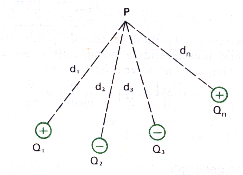 P
d₁ d₂ d₃ dₙ
+ − − +
Q₁ Q₂ Q₃ Qₙ